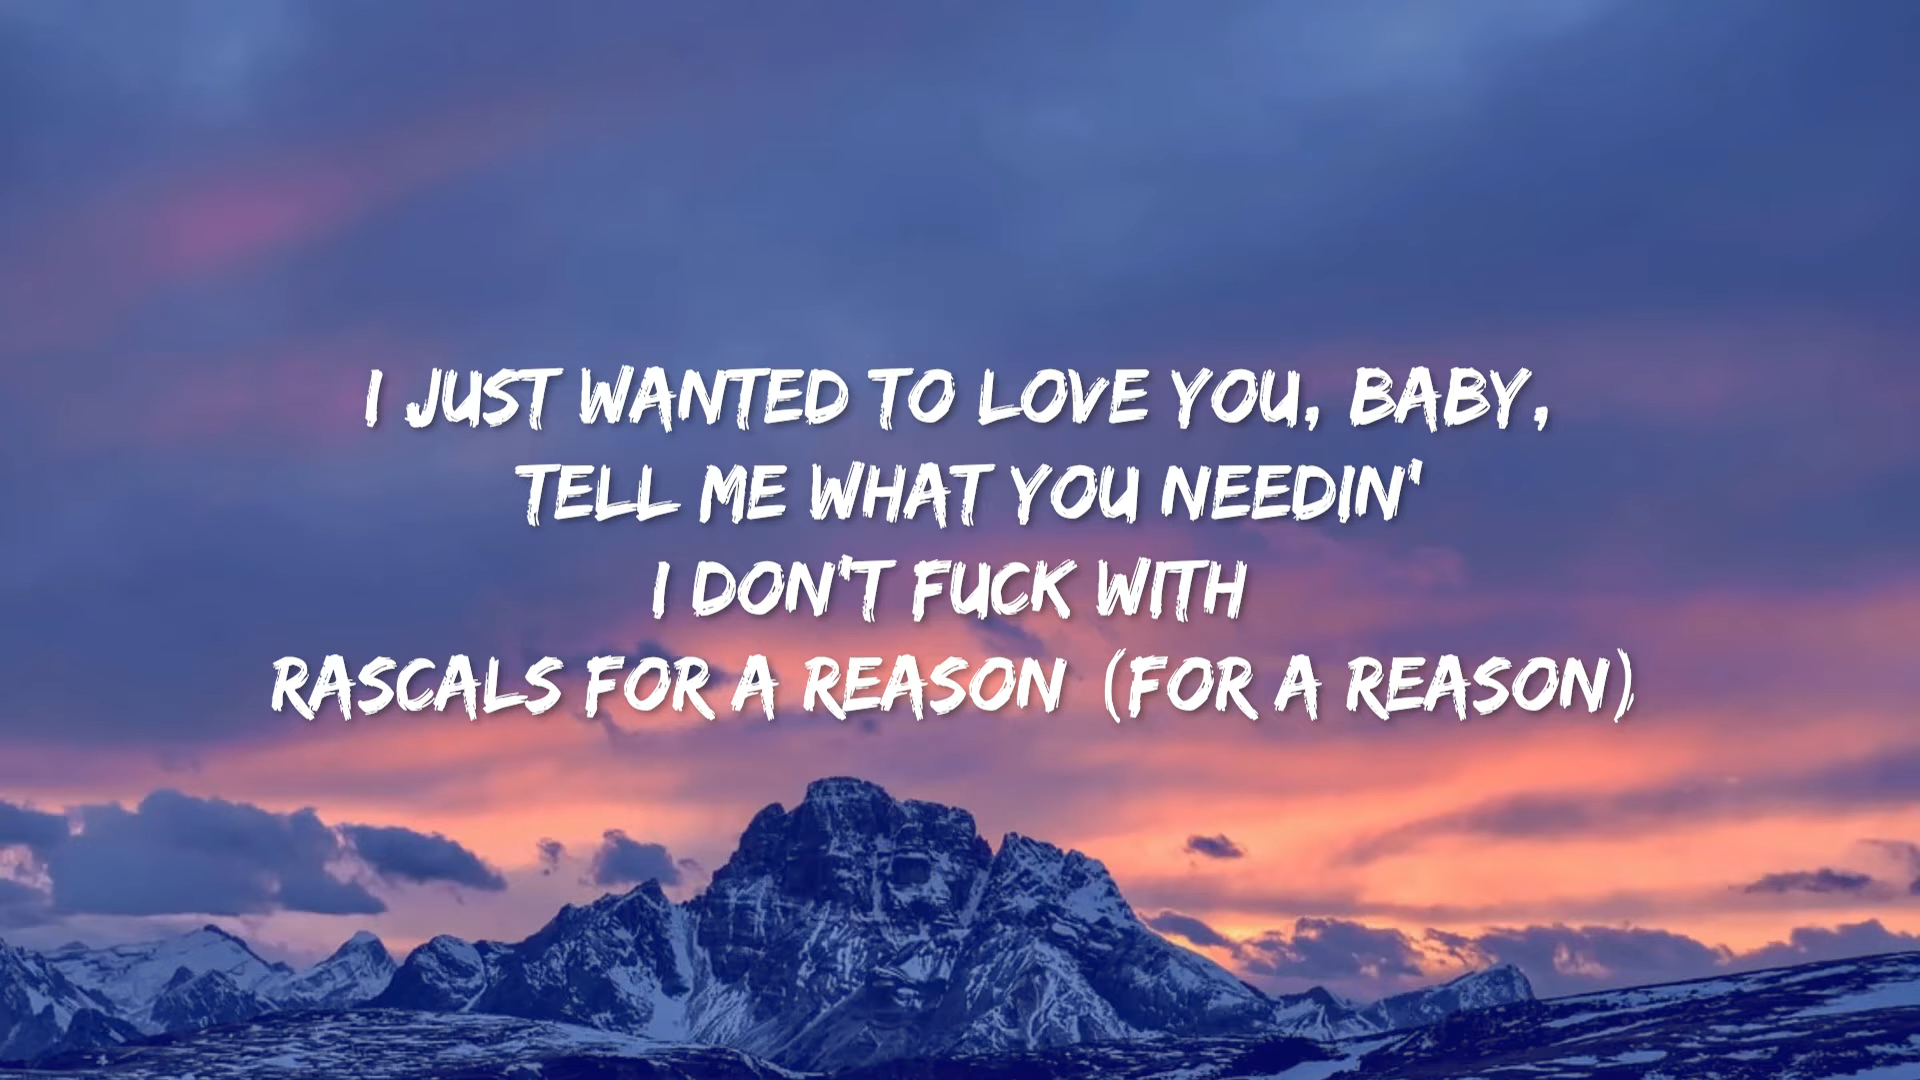 I JUST WANTED TO LOVE YOU, BABY,
TELL ME WHAT YOU NEEDIN'
I DON'T FUCK WITH
RASCALS FOR A REASON (FOR A REASON)